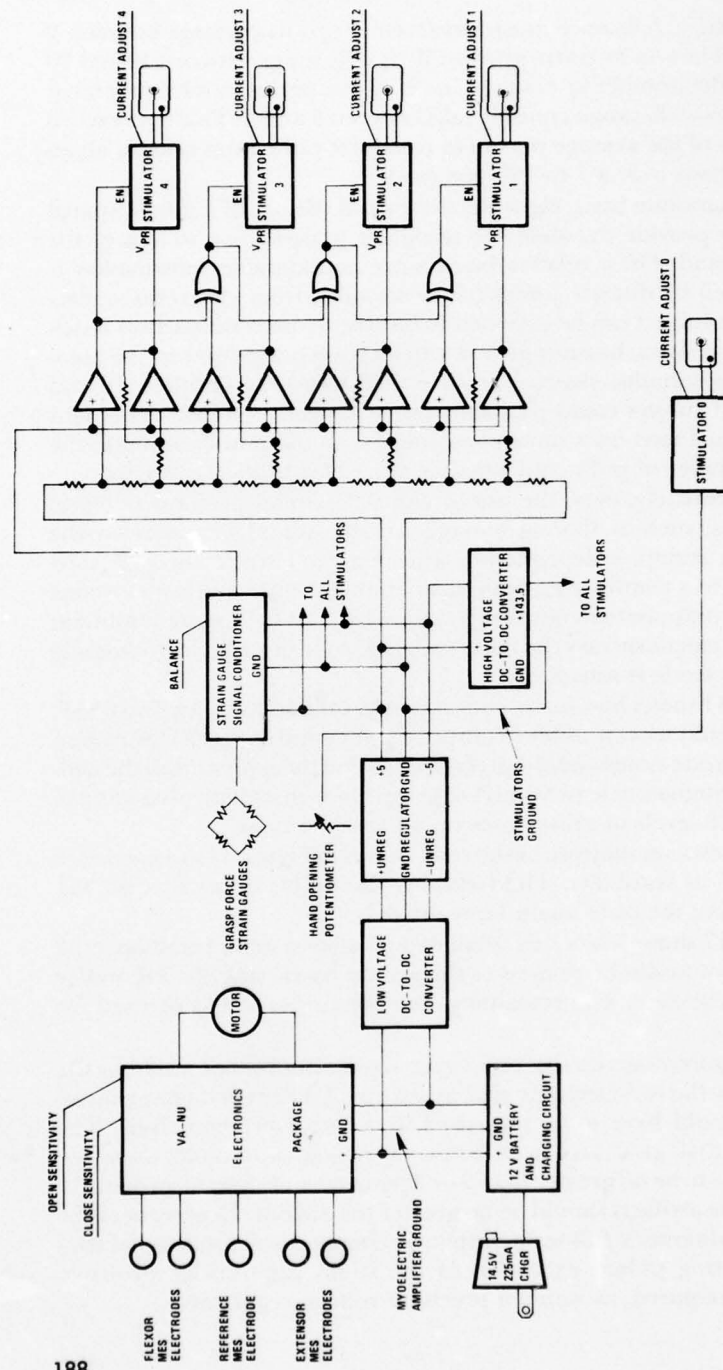 OPEN SENSITIVITY
CLOSE SENSITIVITY
FLEXOR
MES
ELECTRODES
REFERENCE
MES
ELECTRODE
EXTENSOR
MES
ELECTRODES
VA-NU
ELECTRONICS
PACKAGE
+ GND -
MOTOR
MYOELECTRIC
AMPLIFIER GROUND
14.5V
225mA
CHGR
+ GND -
12 V BATTERY
AND
CHARGING CIRCUIT
LOW VOLTAGE
DC-TO-DC
CONVERTER
GRASP FORCE
STRAIN GAUGES
HAND OPENING
POTENTIOMETER
+UNREG +5
GND REGULATOR GND
-UNREG -5
BALANCE
STRAIN GAUGE
SIGNAL CONDITIONER
+ GND -
TO
ALL
STIMULATORS
STIMULATORS
GROUND
+ -
HIGH VOLTAGE
DC-TO-DC CONVERTER
GND +143.5
TO ALL
STIMULATORS
CURRENT ADJUST 4
EN
VPR STIMULATOR
4
CURRENT ADJUST 3
EN
VPR STIMULATOR
3
CURRENT ADJUST 2
EN
VPR STIMULATOR
2
CURRENT ADJUST 1
EN
VPR STIMULATOR
1
CURRENT ADJUST 0
STIMULATOR 0
188